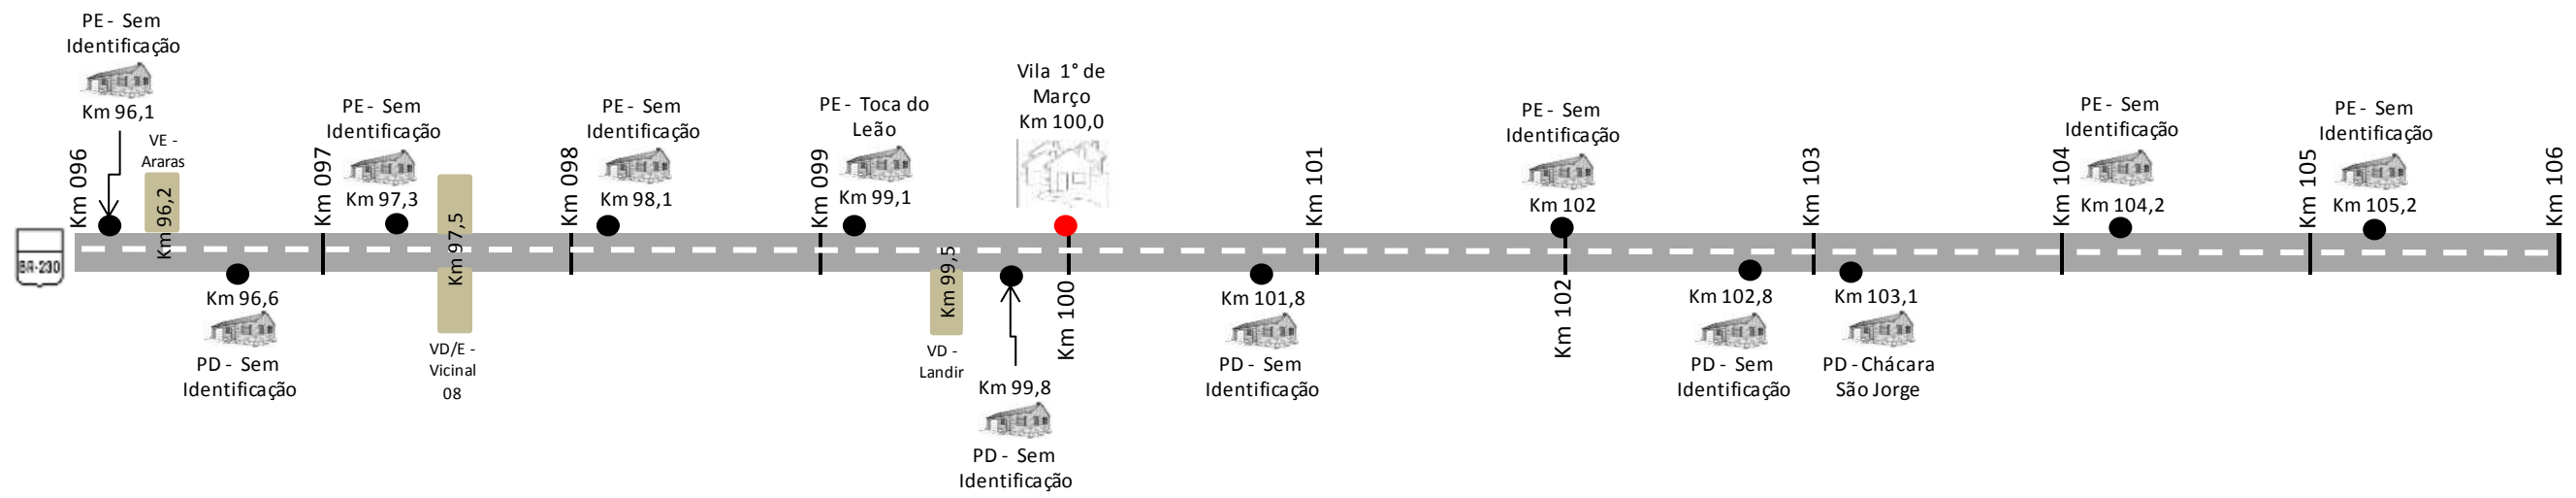 PE - Sem
Identificação
Km 96,1
VE -
Araras
Km 96,2
Km 096
Km 097
PE - Sem
Identificação
Km 97,3
Km 97,5
Km 098
PE - Sem
Identificação
Km 98,1
Km 099
PE - Toca do
Leão
Km 99,1
Vila 1° de
Março
Km 100,0
Km 101
PE - Sem
Identificação
Km 102
Km 103
Km 104
PE - Sem
Identificação
Km 104,2
Km 105
PE - Sem
Identificação
Km 105,2
Km 106
BR-230
Km 96,6
PD - Sem
Identificação
VD/E -
Vicinal
08
Km 99,5
VD -
Landir
Km 99,8
PD - Sem
Identificação
Km 100
Km 101,8
PD - Sem
Identificação
Km 102
Km 102,8
PD - Sem
Identificação
Km 103,1
PD - Chácara
São Jorge